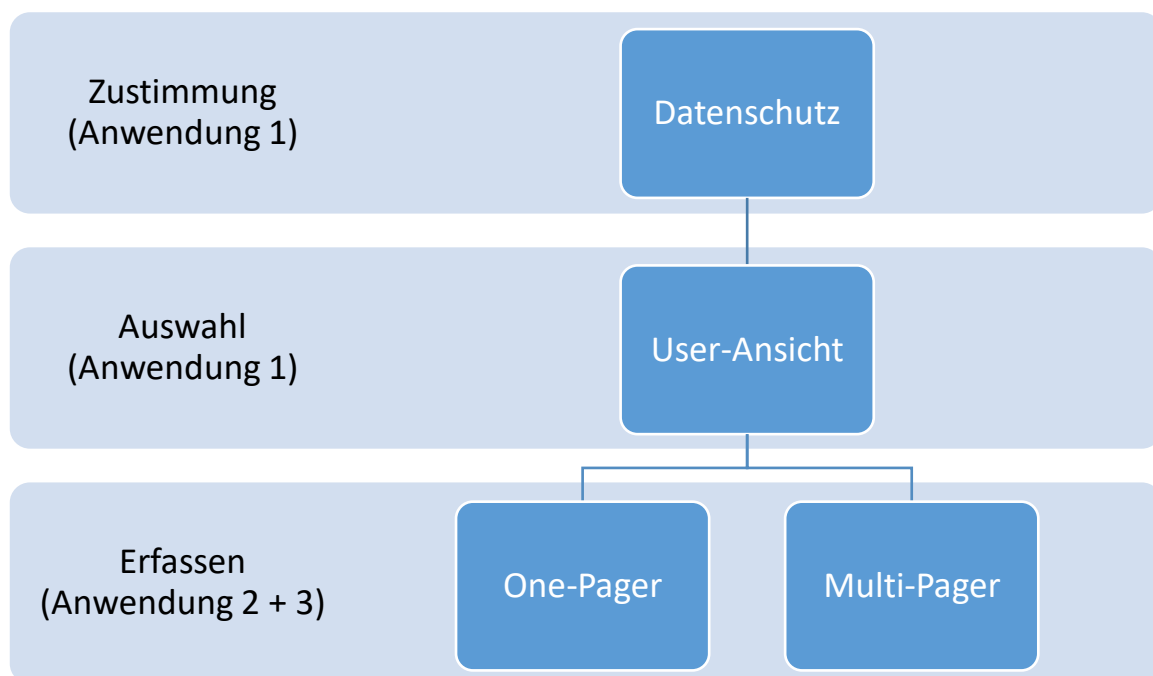 Zustimmung
(Anwendung 1)
Datenschutz
Auswahl
(Anwendung 1)
User-Ansicht
Erfassen
(Anwendung 2 + 3)
One-Pager
Multi-Pager